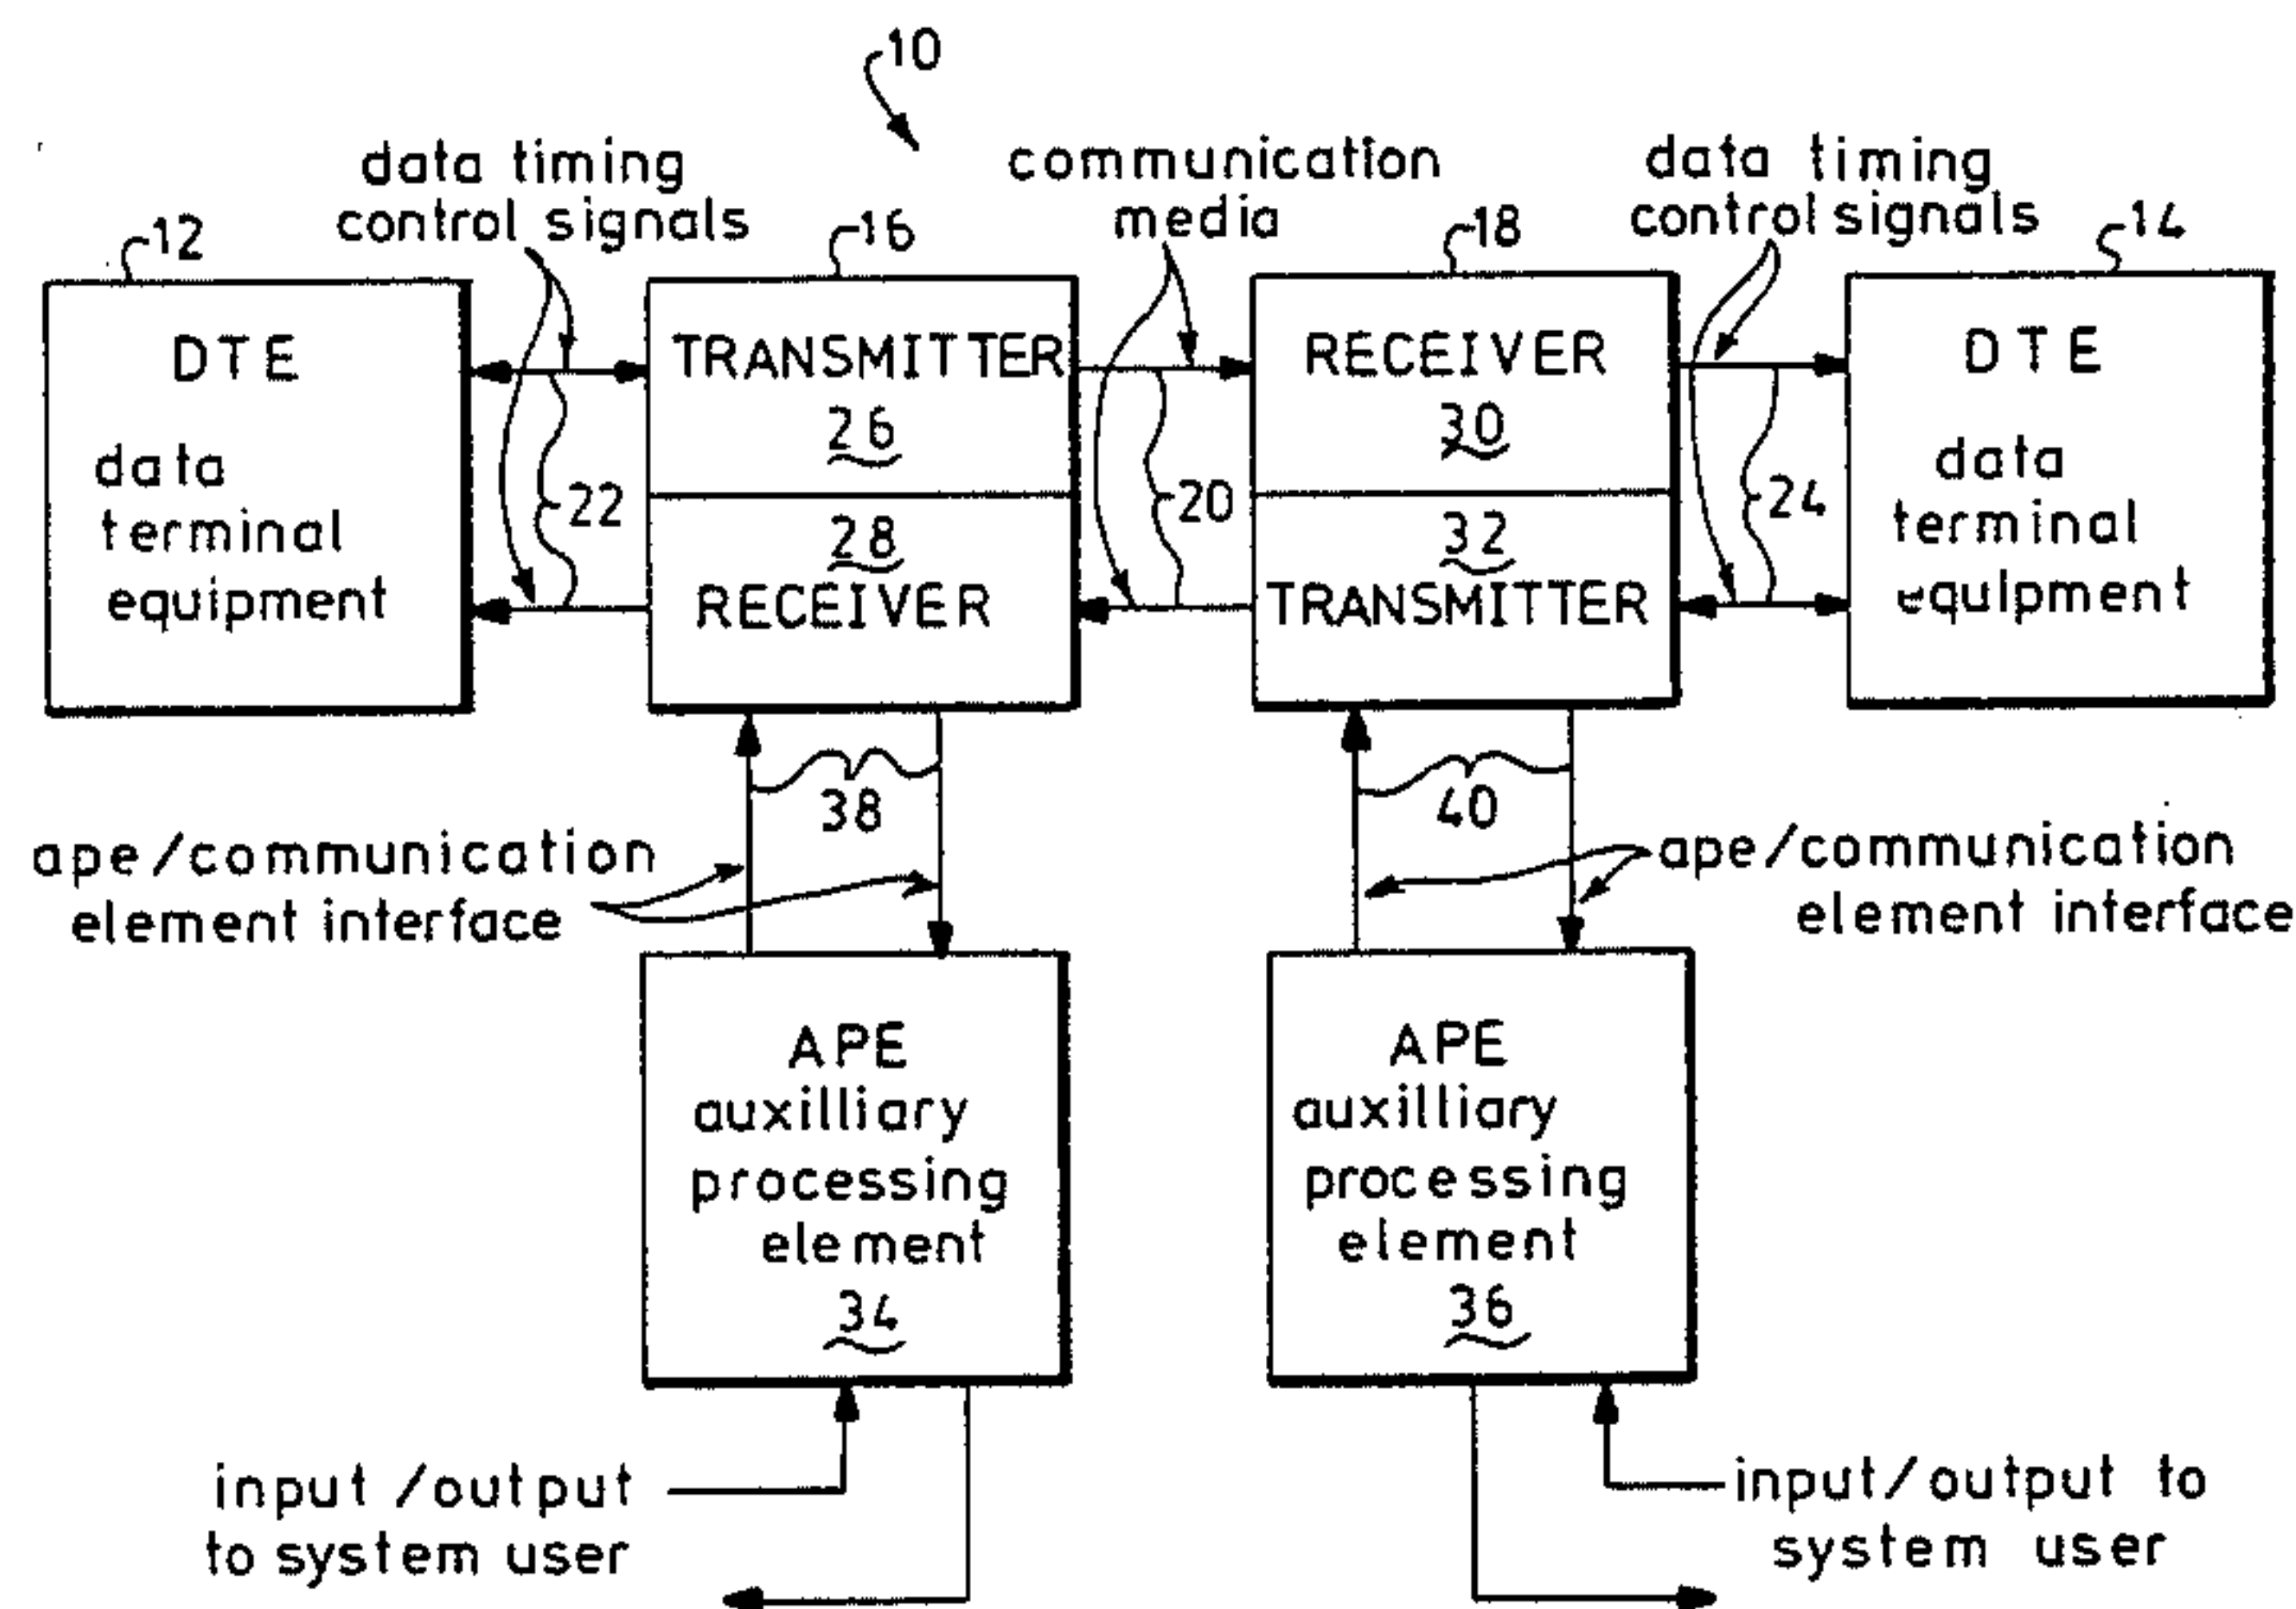 10
data timing
control signals
communication
media
data timing
control signals
12
16
18
14
DTE
data
terminal
equipment
22
TRANSMITTER
26
28
RECEIVER
20
RECEIVER
30
32
TRANSMITTER
24
DTE
data
terminal
equipment
38
40
ape/communication
element interface
ape/communication
element interface
APE
auxilliary
processing
element
34
APE
auxilliary
processing
element
36
input /output
to system user
input/output to
system user